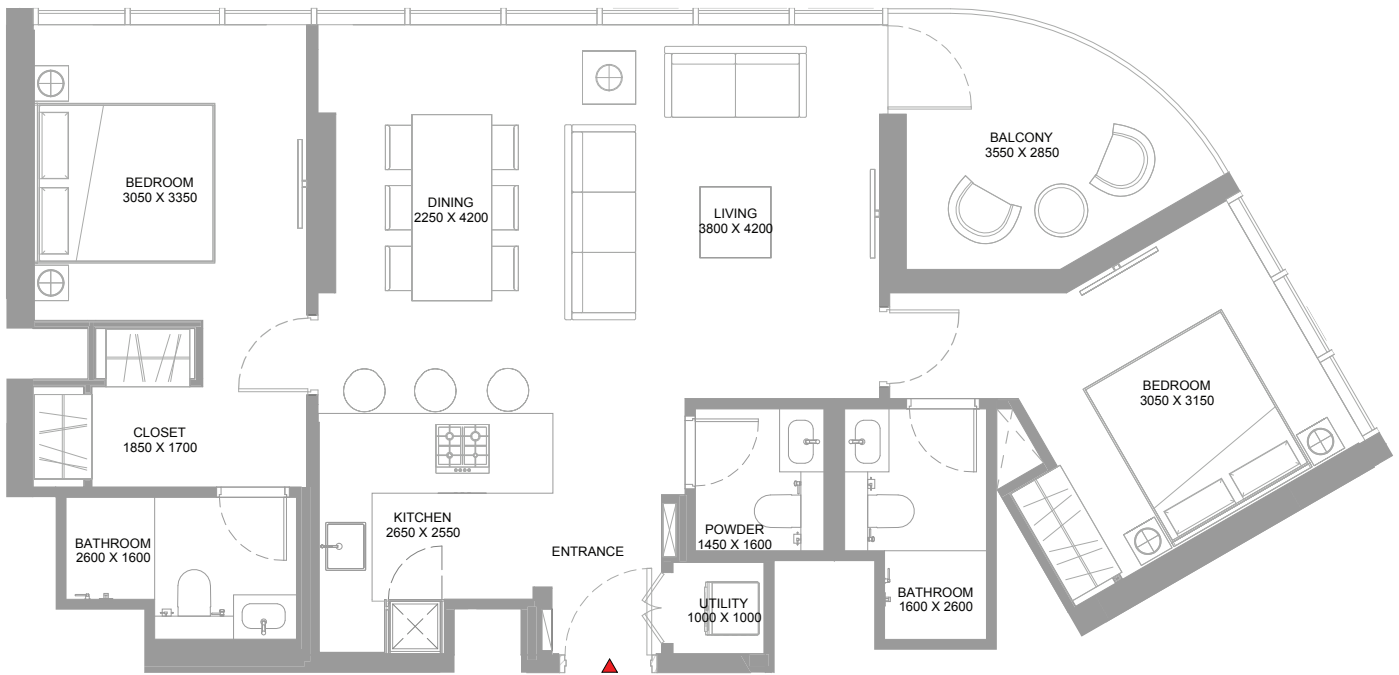 BEDROOM
3050 X 3350
DINING
2250 X 4200
LIVING
3800 X 4200
BALCONY
3550 X 2850
BEDROOM
3050 X 3150
CLOSET
1850 X 1700
KITCHEN
2650 X 2550
BATHROOM
2600 X 1600
ENTRANCE
POWDER
1450 X 1600
UTILITY
1000 X 1000
BATHROOM
1600 X 2600